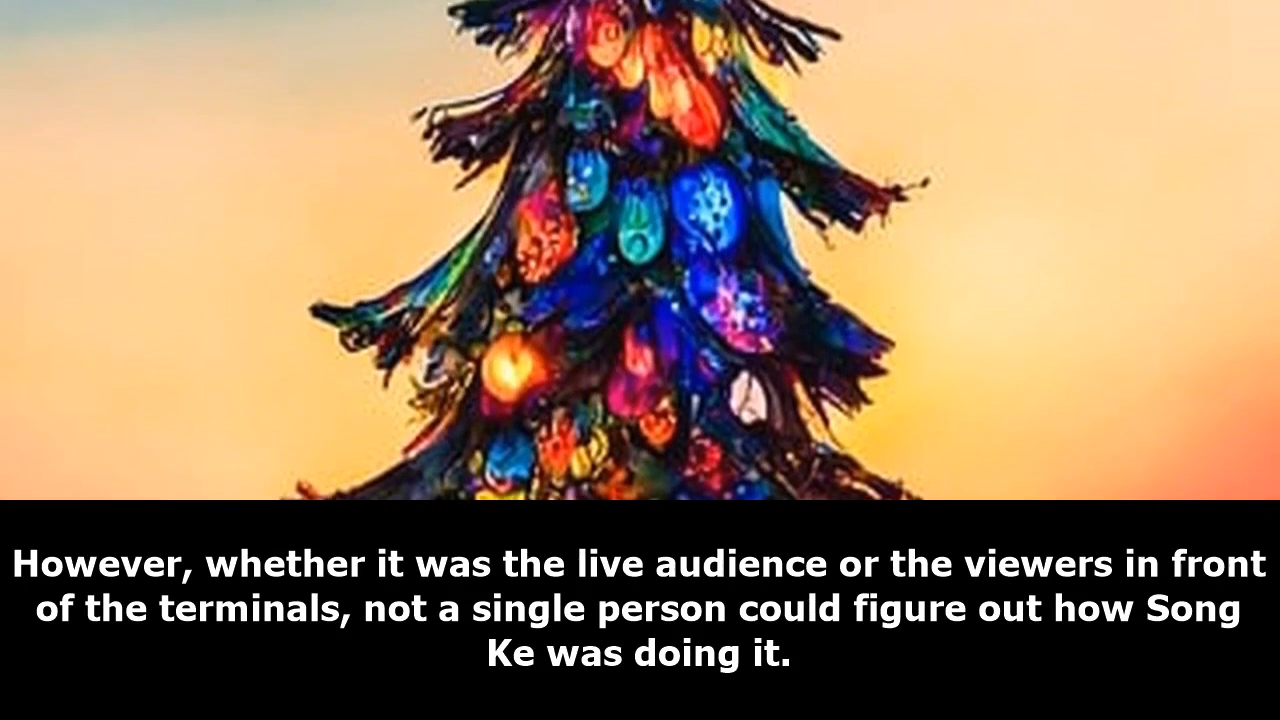 However, whether it was the live audience or the viewers in front
of the terminals, not a single person could figure out how Song
Ke was doing it.